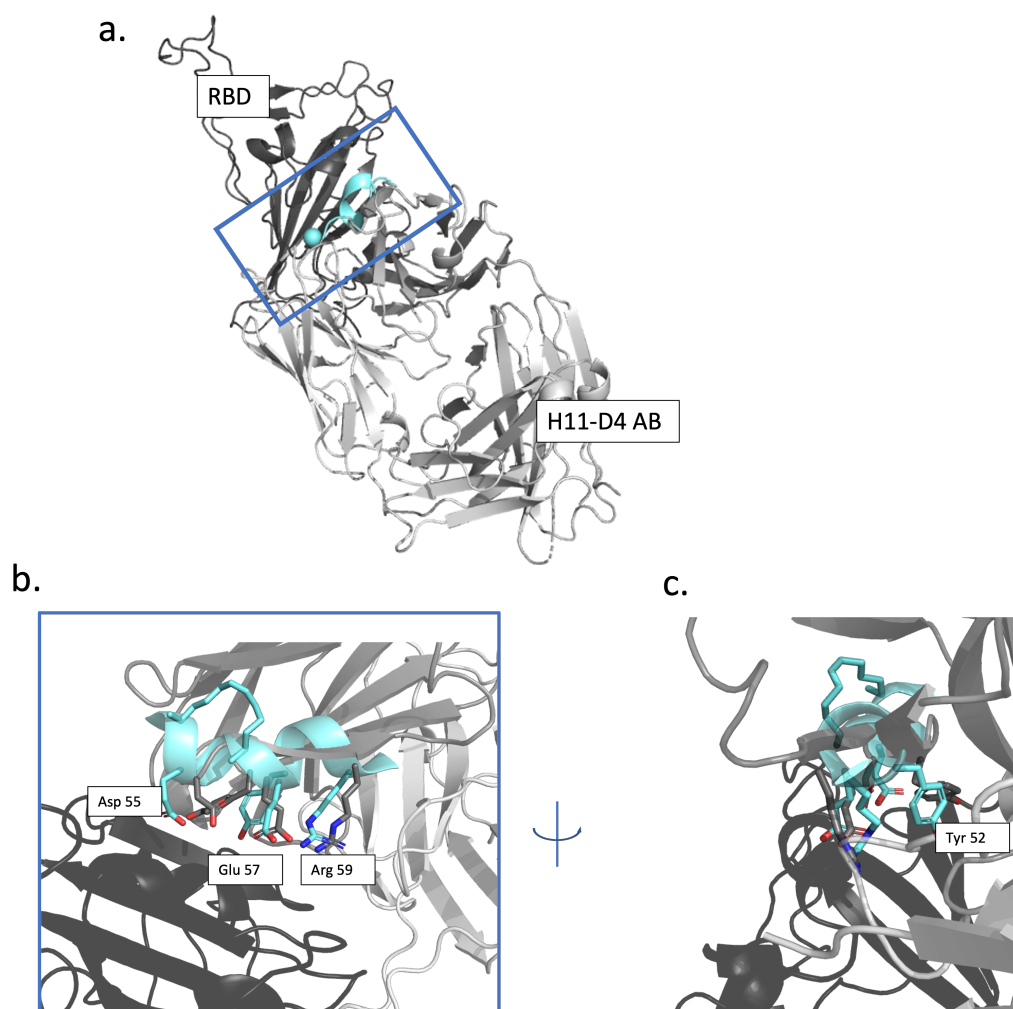 a.
RBD
H11-D4 AB
b.
c.
Asp 55
Glu 57
Arg 59
Tyr 52